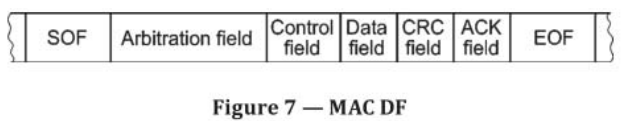 SOF Arbitration field Control field Data field CRC field ACK field EOF
Figure 7 — MAC DF